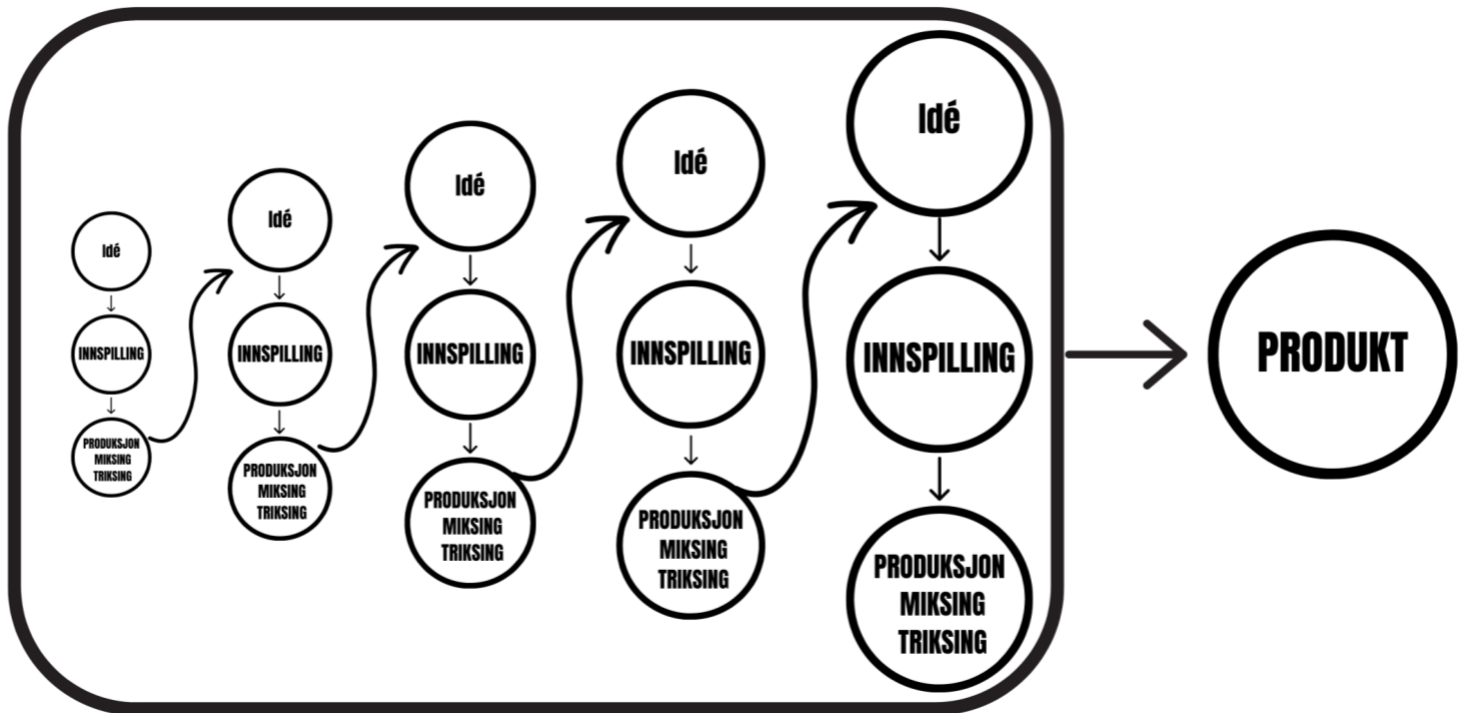 Idé
INNSPILLING
PRODUKSJON
MIKSING
TRIKSING
Idé
INNSPILLING
PRODUKSJON
MIKSING
TRIKSING
Idé
INNSPILLING
PRODUKSJON
MIKSING
TRIKSING
Idé
INNSPILLING
PRODUKSJON
MIKSING
TRIKSING
Idé
INNSPILLING
PRODUKSJON
MIKSING
TRIKSING
PRODUKT